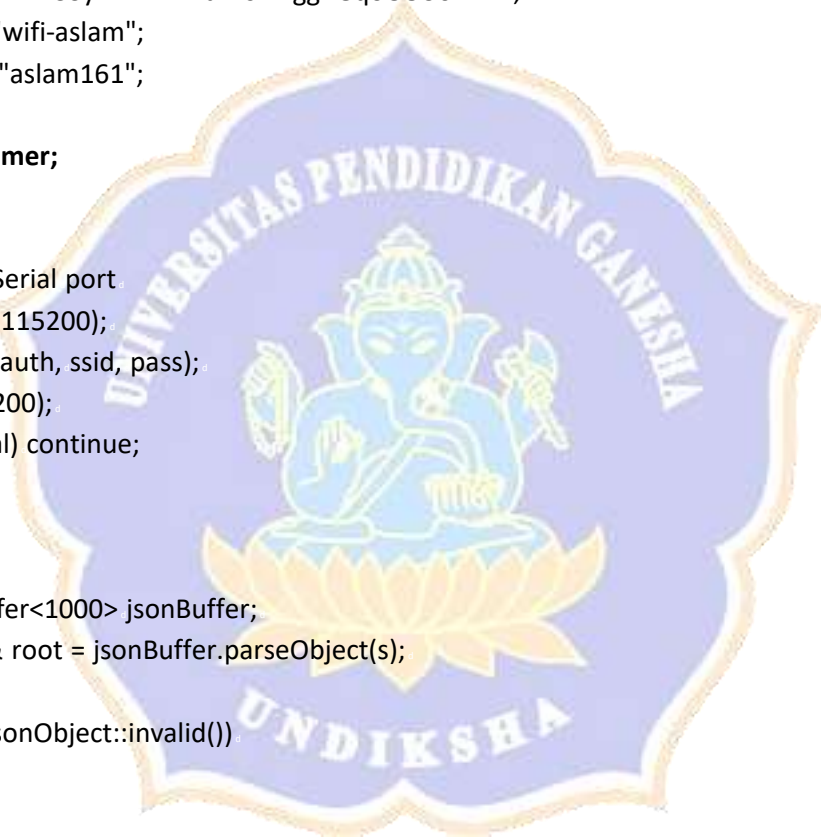 "wifi-aslam";
"aslam161";
mer;
Serial port
115200);
auth, ssid, pass);
200);
l) continue;
fer<1000> jsonBuffer;
& root = jsonBuffer.parseObject(s);
sonObject::invalid())
UNIVERSITAS PENDIDIKAN GANESHA
UNDIKSHA